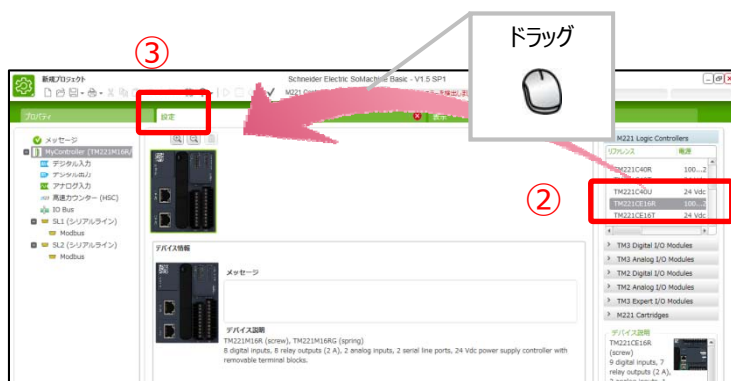 ドラッグ
③
新規プロジェクト
Schneider Electric SoMachine Basic - V1.5 SP1
プロパティ
設定
表示
メッセージ
MyController (TM221M16R/
デジタル入力
デジタル出力
アナログ入力
高速カウンター (HSC)
IO Bus
SL1 (シリアルライン)
Modbus
SL2 (シリアルライン)
Modbus
M221 Logic Controllers
リファレンス 電源
TM221C40R 100...2
TM221C40U 24 Vdc
②
TM221CE16R 100...2
TM221CE16T 24 Vdc
TM3 Digital I/O Modules
TM3 Analog I/O Modules
TM2 Digital I/O Modules
TM2 Analog I/O Modules
TM3 Expert I/O Modules
M221 Cartridges
デバイス情報
メッセージ
デバイス説明
TM221M16R (screw), TM221M16RG (spring)
8 digital inputs, 8 relay outputs (2 A), 2 analog inputs, 2 serial line ports, 24 Vdc power supply controller with
removable terminal blocks.
デバイス説明
TM221CE16R
(screw)
9 digital inputs, 7
relay outputs (2 A),